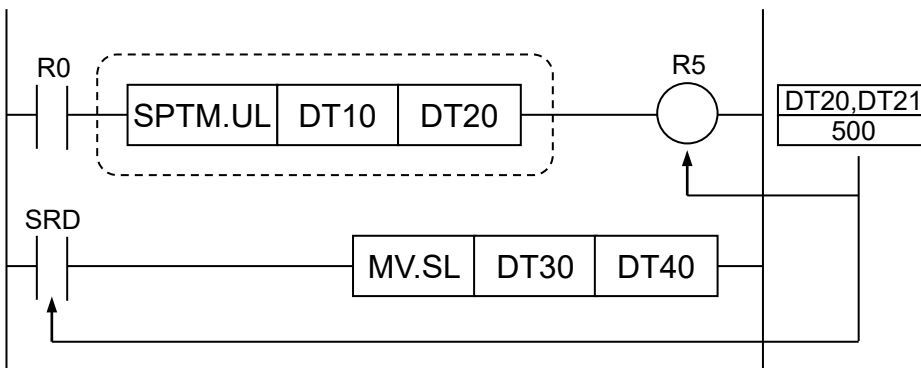 R0
R5
SPTM.UL DT10 DT20
DT20,DT21
500
SRD
MV.SL DT30 DT40